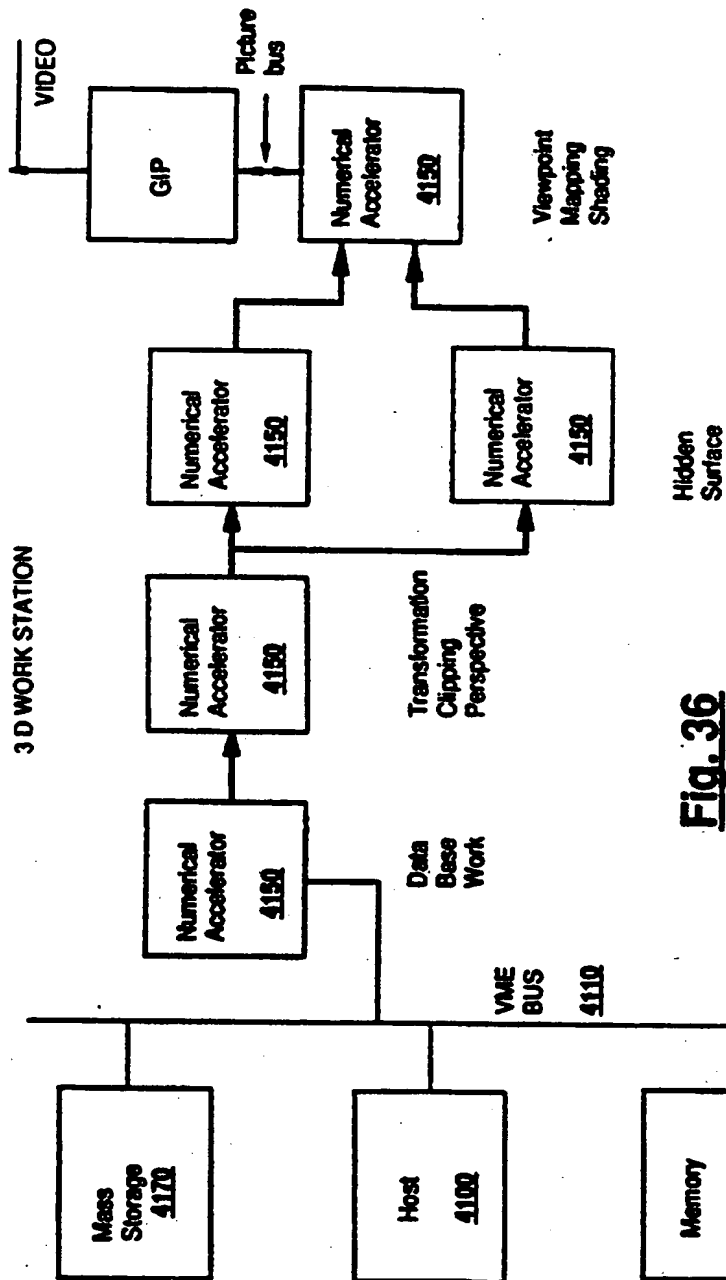 3 D WORK STATION
VIDEO
GIP
Picture
bus
Numerical
Accelerator
4150
Viewpoint
Mapping
Shading
Numerical
Accelerator
4150
Numerical
Accelerator
4150
Hidden
Surface
Numerical
Accelerator
4150
Transformation
Clipping
Perspective
Numerical
Accelerator
4150
Data
Base
Work
VME
BUS
4110
Mass
Storage
4170
Host
4100
Memory
Fig. 36